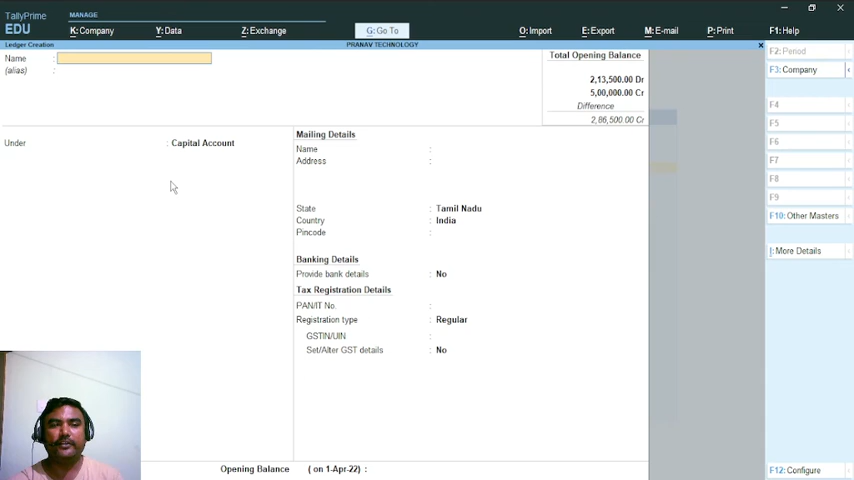 TallyPrime MANAGE
EDU K: Company Y: Data Z: Exchange G: Go To O: Import E: Export M: E-mail P: Print F1: Help
Ledger Creation PRANAV TECHNOLOGY x
Name :
(alias) :
Total Opening Balance
2,13,500.00 Dr
5,00,000.00 Cr
Difference
2,86,500.00 Cr
Under : Capital Account
Mailing Details
Name :
Address :
State : Tamil Nadu
Country : India
Pincode :
Banking Details
Provide bank details : No
Tax Registration Details
PAN/IT No. :
Registration type : Regular
GSTIN/UIN :
Set/Alter GST details : No
Opening Balance ( on 1-Apr-22) :
F2: Period
F3: Company
F4
F5
F6
F7
F8
F9
F10: Other Masters
I: More Details
F12: Configure